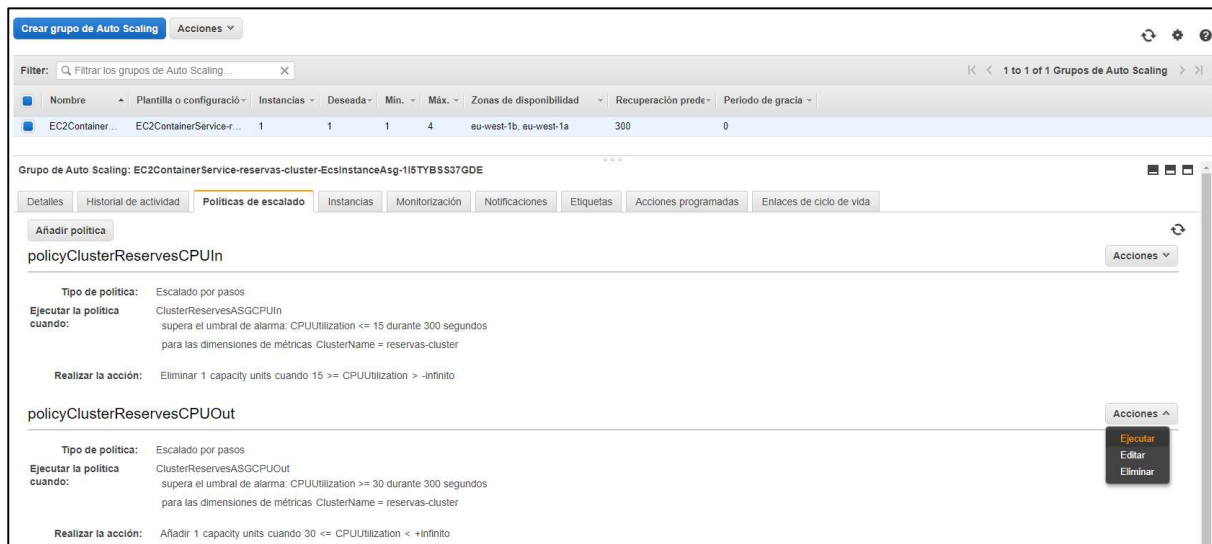 Crear grupo de Auto Scaling Acciones
Filter: Filtrar los grupos de Auto Scaling... 1 to 1 of 1 Grupos de Auto Scaling
Nombre Plantilla o configuració Instancias Deseada Mín. Máx. Zonas de disponibilidad Recuperación prede Periodo de gracia
EC2Container... EC2ContainerService-r... 1 1 1 4 eu-west-1b, eu-west-1a 300 0
Grupo de Auto Scaling: EC2ContainerService-reservas-cluster-EcsInstanceAsg-1I5TYBSS37GDE
Detalles Historial de actividad Políticas de escalado Instancias Monitorización Notificaciones Etiquetas Acciones programadas Enlaces de ciclo de vida
Añadir política
policyClusterReservesCPUIn Acciones
Tipo de política: Escalado por pasos
Ejecutar la política cuando: ClusterReservesASGCPUIn
supera el umbral de alarma: CPUUtilization <= 15 durante 300 segundos
para las dimensiones de métricas ClusterName = reservas-cluster
Realizar la acción: Eliminar 1 capacity units cuando 15 >= CPUUtilization > -infinito
policyClusterReservesCPUOut Acciones
Ejecutar
Editar
Eliminar
Tipo de política: Escalado por pasos
Ejecutar la política cuando: ClusterReservesASGCPUOut
supera el umbral de alarma: CPUUtilization >= 30 durante 300 segundos
para las dimensiones de métricas ClusterName = reservas-cluster
Realizar la acción: Añadir 1 capacity units cuando 30 <= CPUUtilization < +infinito